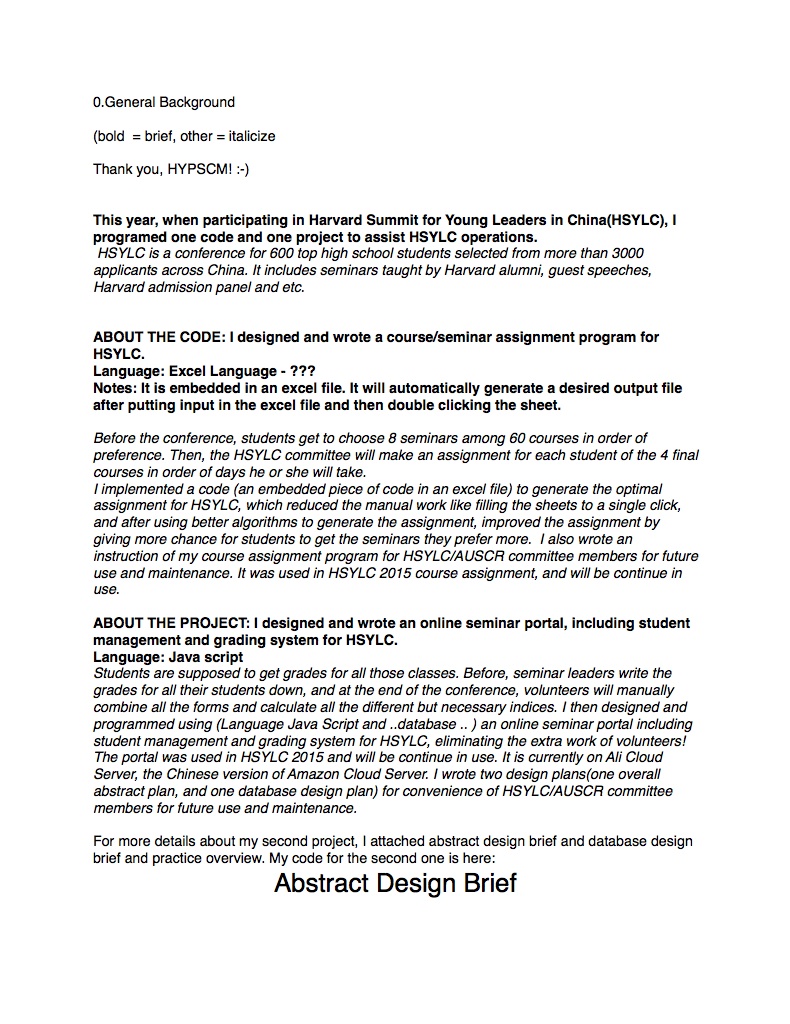 0.General Background
(bold  = brief, other = italicize
Thank you, HYPSCM! :-)
This year, when participating in Harvard Summit for Young Leaders in China(HSYLC), I
programed one code and one project to assist HSYLC operations.
HSYLC is a conference for 600 top high school students selected from more than 3000
applicants across China. It includes seminars taught by Harvard alumni, guest speeches,
Harvard admission panel and etc.
ABOUT THE CODE: I designed and wrote a course/seminar assignment program for
HSYLC.
Language: Excel Language - ???
Notes: It is embedded in an excel file. It will automatically generate a desired output file
after putting input in the excel file and then double clicking the sheet.
Before the conference, students get to choose 8 seminars among 60 courses in order of
preference. Then, the HSYLC committee will make an assignment for each student of the 4 final
courses in order of days he or she will take.
I implemented a code (an embedded piece of code in an excel file) to generate the optimal
assignment for HSYLC, which reduced the manual work like filling the sheets to a single click,
and after using better algorithms to generate the assignment, improved the assignment by
giving more chance for students to get the seminars they prefer more.  I also wrote an
instruction of my course assignment program for HSYLC/AUSCR committee members for future
use and maintenance. It was used in HSYLC 2015 course assignment, and will be continue in
use.
ABOUT THE PROJECT: I designed and wrote an online seminar portal, including student
management and grading system for HSYLC.
Language: Java script
Students are supposed to get grades for all those classes. Before, seminar leaders write the
grades for all their students down, and at the end of the conference, volunteers will manually
combine all the forms and calculate all the different but necessary indices. I then designed and
programmed using (Language Java Script and ..database .. ) an online seminar portal including
student management and grading system for HSYLC, eliminating the extra work of volunteers!
The portal was used in HSYLC 2015 and will be continue in use. It is currently on Ali Cloud
Server, the Chinese version of Amazon Cloud Server. I wrote two design plans(one overall
abstract plan, and one database design plan) for convenience of HSYLC/AUSCR committee
members for future use and maintenance.
For more details about my second project, I attached abstract design brief and database design
brief and practice overview. My code for the second one is here:
Abstract Design Brief